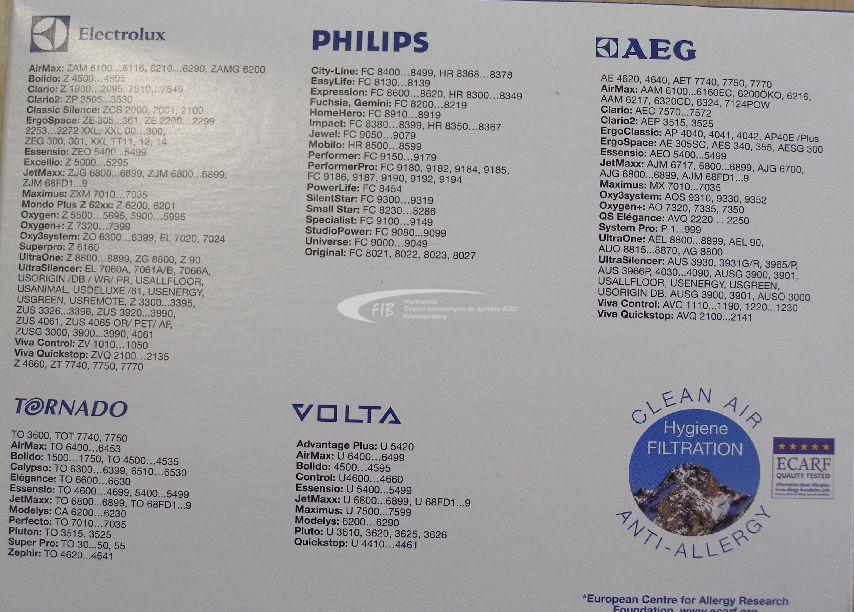 Electrolux
AirMax: ZAM 6100...6116, 6210...6290, ZAMG 6200
Bolido: Z 4500...4595
Clario: Z 1900...2095, 7510...7549
Clario2: ZP 3505...3530
Classic Silence: ZCS 2000, 2001, 2100
ErgoSpace: ZE 305...361, ZE 2200...2299,
2253...2272 XXL, XXL 00...300,
ZEG 300, 301, XXL TT11, 12, 14
Essensio: ZEO 5400...5499
Excellio: Z 5000...5295
JetMaxx: ZJG 6800...6899, ZJM 6800...6899,
ZJM 68FD1...9
Maximus: ZXM 7010...7035
Mondo Plus Z 62xx: Z 6200, 6201
Oxygen: Z 5500...5695, 5900...5995
Oxygen+: Z 7320...7399
Oxy3system: ZO 6300...6399, EL 7020, 7024
Superpro: Z 6160
UltraOne: Z 8800...8899, ZG 8800, Z 90
UltraSilencer: EL 7060A, 7061A/B, 7066A,
USORIGIN /DB / WR/ PR, USALLFLOOR,
USANIMAL, USDELUXE /61, USENERGY,
USGREEN, USREMOTE, Z 3300...3395,
ZUS 3326...3396, ZUS 3920...3990,
ZUS 4061, ZUS 4065 OR/ PET/ AF,
ZUSG 3000, 3900...3990, 4061
Viva Control: ZV 1010...1050
Viva Quickstop: ZVQ 2100...2135
Z 4660, ZT 7740, 7750, 7770
PHILIPS
City-Line: FC 8400...8499, HR 8368...8378
EasyLife: FC 8130...8139
Expression: FC 8600...8620, HR 8300...8349
Fuchsia, Gemini: FC 8200...8219
HomeHero: FC 8910...8919
Impact: FC 8380...8399, HR 8350...8367
Jewel: FC 9050...9079
Mobilo: HR 8500...8599
Performer: FC 9150...9179
PerformerPro: FC 9180, 9182, 9184, 9185,
FC 9186, 9187, 9190, 9192, 9194
PowerLife: FC 8454
SilentStar: FC 9300...9319
Small Star: FC 8230...8286
Specialist: FC 9100...9149
StudioPower: FC 9080...9099
Universe: FC 9000...9049
Original: FC 8021, 8022, 8023, 8027
AEG
AE 4620, 4640, AET 7740, 7750, 7770
AirMax: AAM 6100...6160EC, 6200OKO, 6216,
AAM 6217, 6320CD, 6324, 7124POW
Clario: AEC 7570...7572
Clario2: AEP 3515, 3525
ErgoClassic: AP 4040, 4041, 4042, AP40E /Plus
ErgoSpace: AE 305SC, AES 340, 355, AESG 300
Essensio: AEO 5400...5499
JetMaxx: AJM 6717, 6800...6899, AJG 6700,
AJG 6800...6899, AJM 68FD1...9
Maximus: MX 7010...7035
Oxy3system: AOS 9310, 9330, 9352
Oxygen+: AO 7320, 7335, 7350
QS Elégance: AVQ 2220 ... 2250
System Pro: P 1...999
UltraOne: AEL 8800...8899, AEL 90,
AUO 8815...8870, AG 8800
UltraSilencer: AUS 3930, 3931G/R, 3965/P,
AUS 3966P, 4030...4090, AUSG 3900, 3901,
USALLFLOOR, USENERGY, USGREEN,
USORIGIN DB, AUSG 3900, 3901, AUSO 3000
Viva Control: AVC 1110...1190, 1220...1230
Viva Quickstop: AVQ 2100...2141
FIB
Hurtownia
Części zamiennych do sprzętu AGD
Klimatyzatory
TORNADO
TO 3600, TOT 7740, 7750
AirMax: TO 6400...6453
Bolido: 1500...1750, TO 4500...4535
Calypso: TO 6300...6399, 6510...6530
Elégance: TO 6600...6630
Essensio: TO 4600...4699, 5400...5499
JetMaxx: TO 6800...6899, TO 68FD1...9
Modelys: CA 6200...6230
Perfecto: TO 7010...7035
Pluton: TO 3515, 3525
Super Pro: TO 30...50, 55
Zephir: TO 4620...4641
VOLTA
Advantage Plus: U 5420
AirMax: U 6400...6499
Bolido: 4500...4595
Control: U4600...4660
Essensio: U 5400...5499
JetMaxx: U 6800...6899, U 68FD1...9
Maximus: U 7500...7599
Modelys: 6200...6290
Pluto: U 3510, 3620, 3625, 3626
Quickstop: U 4410...4461
CLEAN AIR
Hygiene
FILTRATION
ANTI-ALLERGY
ECARF
QUALITY TESTED
*European Centre for Allergy Research
Foundation, www.ecarf.org